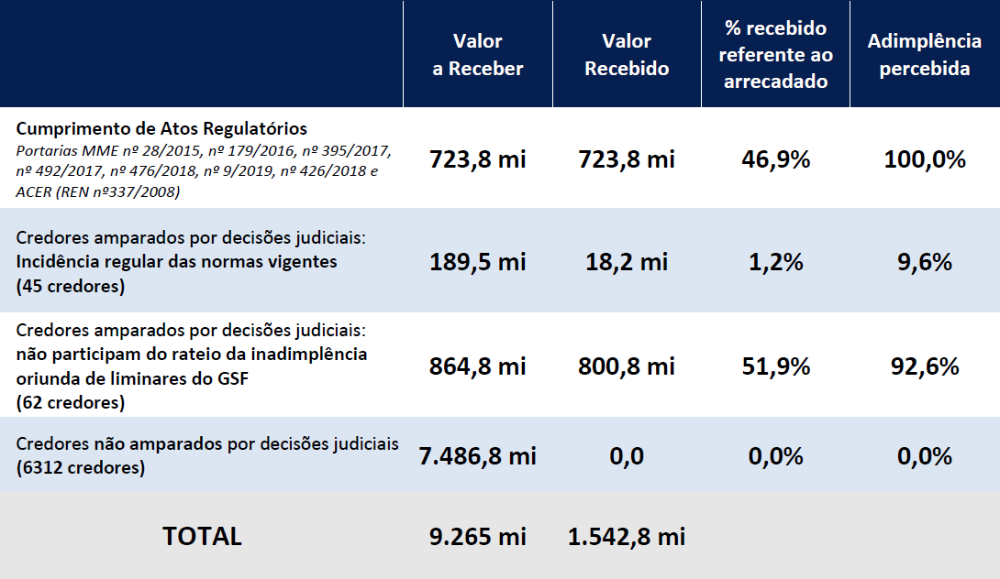 Valor
a Receber
Valor
Recebido
% recebido
referente ao
arrecadado
Adimplência
percebida
Cumprimento de Atos Regulatórios
Portarias MME nº 28/2015, nº 179/2016, nº 395/2017,
nº 492/2017, nº 476/2018, nº 9/2019, nº 426/2018 e
ACER (REN nº337/2008)
723,8 mi
723,8 mi
46,9%
100,0%
Credores amparados por decisões judiciais:
Incidência regular das normas vigentes
(45 credores)
189,5 mi
18,2 mi
1,2%
9,6%
Credores amparados por decisões judiciais:
não participam do rateio da inadimplência
oriunda de liminares do GSF
(62 credores)
864,8 mi
800,8 mi
51,9%
92,6%
Credores não amparados por decisões judiciais
(6312 credores)
7.486,8 mi
0,0
0,0%
0,0%
TOTAL
9.265 mi
1.542,8 mi